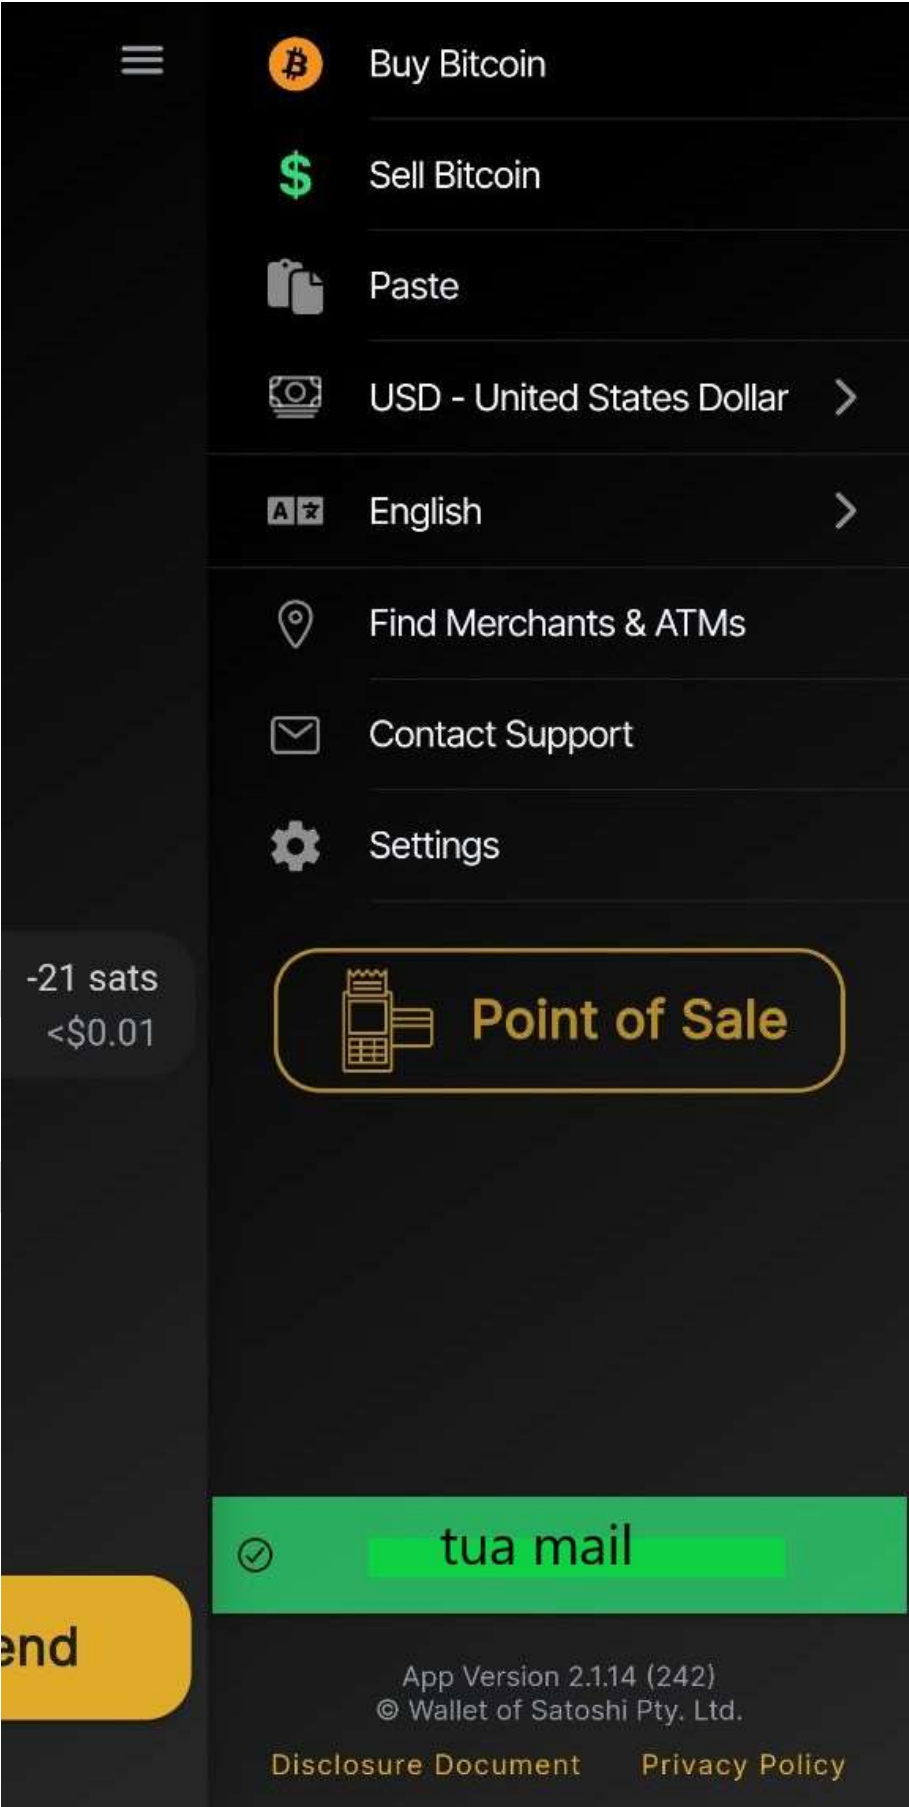 Buy Bitcoin
Sell Bitcoin
Paste
USD - United States Dollar
English
Find Merchants & ATMs
Contact Support
Settings
-21 sats
<$0.01
Point of Sale
tua mail
end
App Version 2.1.14 (242)
© Wallet of Satoshi Pty. Ltd.
Disclosure Document Privacy Policy